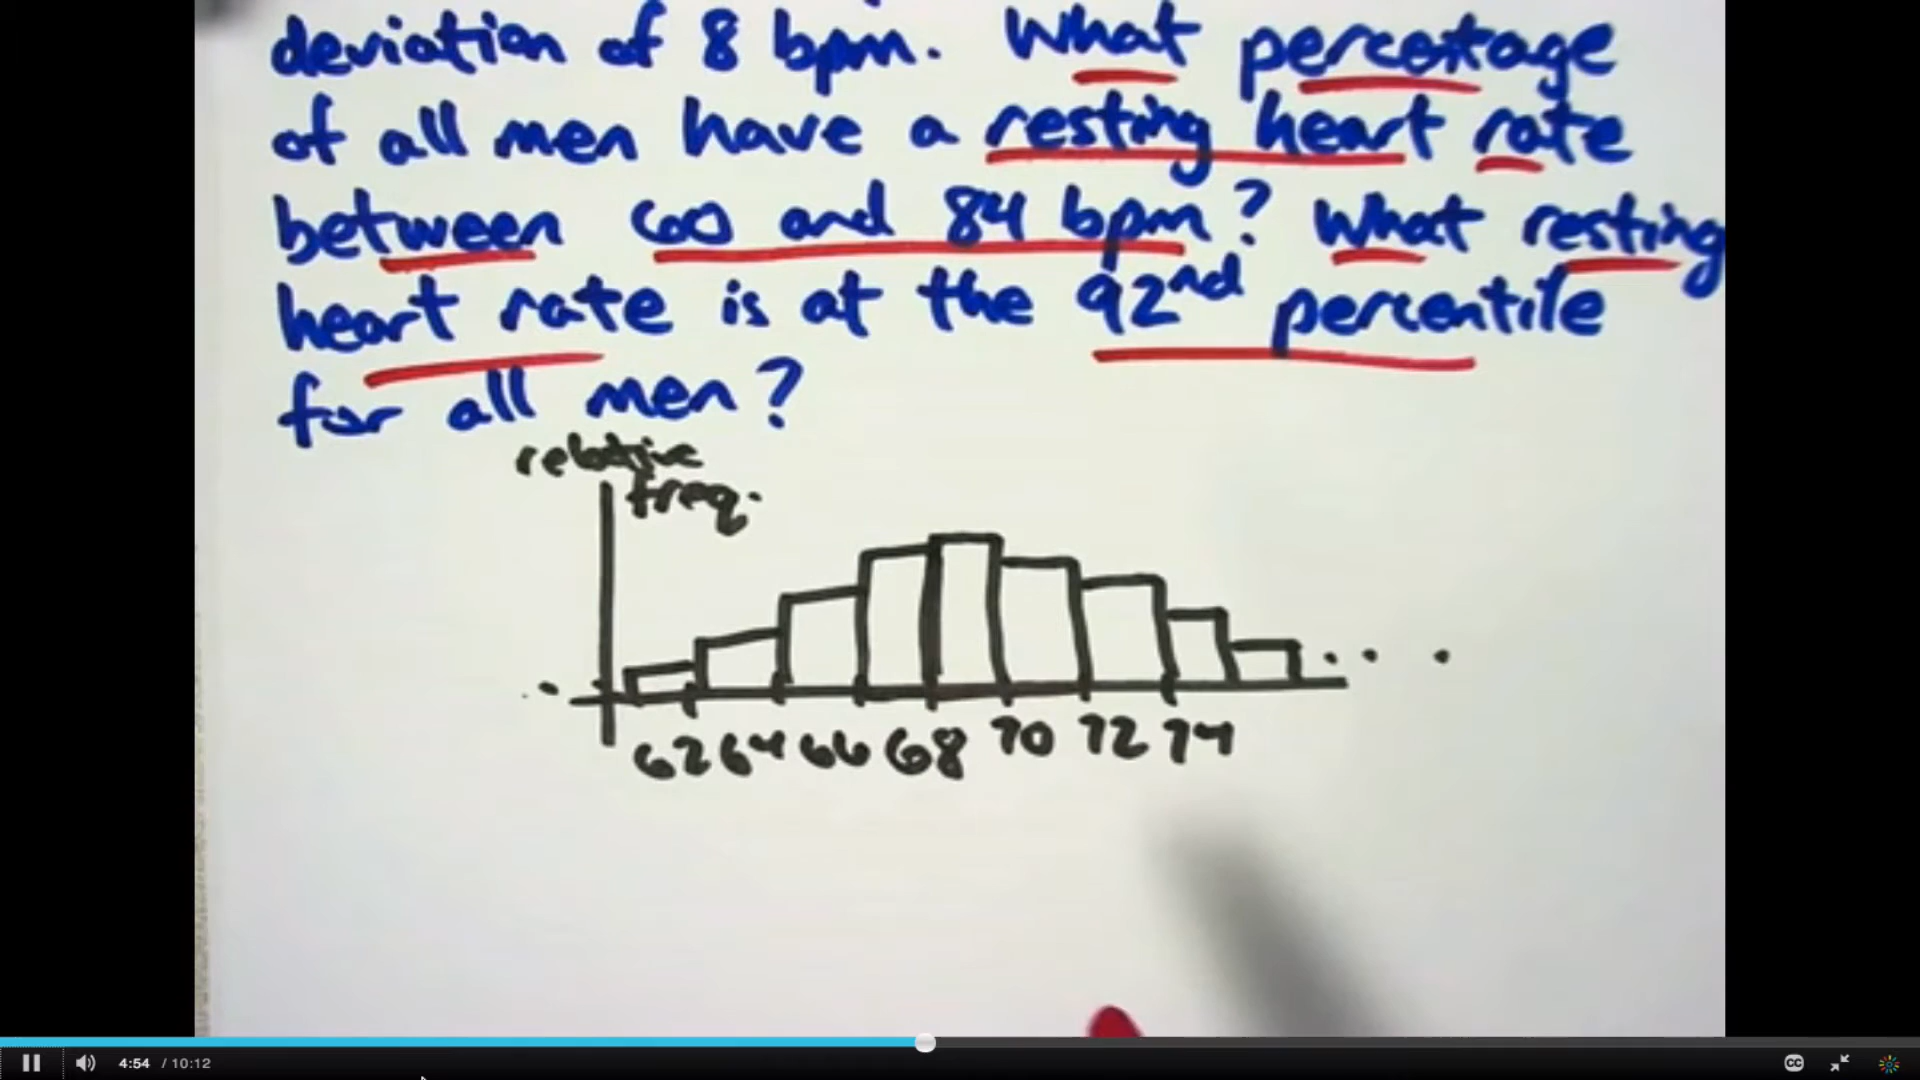 deviation of 8 bpm. What percentage
of all men have a resting heart rate
between 60 and 84 bpm? What resting
heart rate is at the 92nd percentile
for all men?
relative
freq.
62 64 66 68 70 72 74
4:54 / 10:12
CC